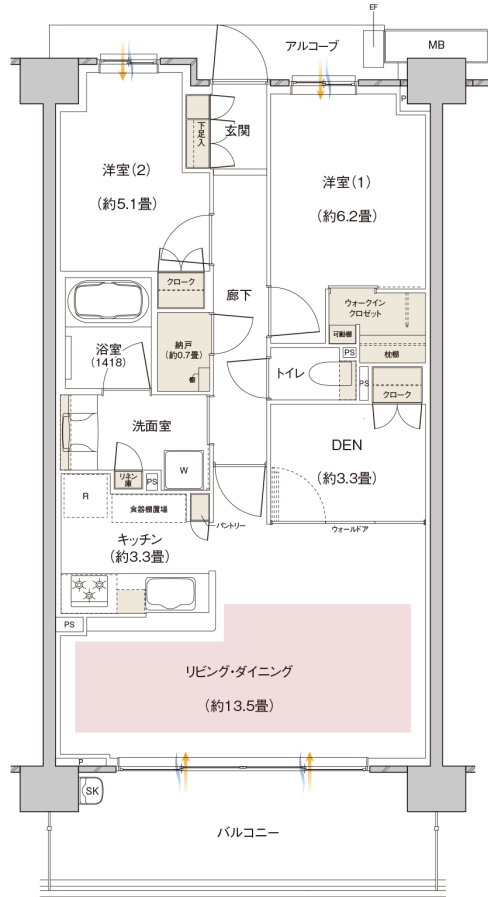 EF
アルコーブ
MB
P
下足入
玄関
洋室(2)
(約5.1畳)
洋室(1)
(約6.2畳)
クローク
廊下
ウォークイン
クロゼット
可動棚
納戸
(約0.7畳)
棚
浴室
(1418)
PS
枕棚
トイレ
PS
クローク
洗面室
DEN
(約3.3畳)
W
リネン庫
PS
R
食器棚置場
パントリー
ウォールドア
キッチン
(約3.3畳)
PS
リビング・ダイニング
(約13.5畳)
P
SK
バルコニー